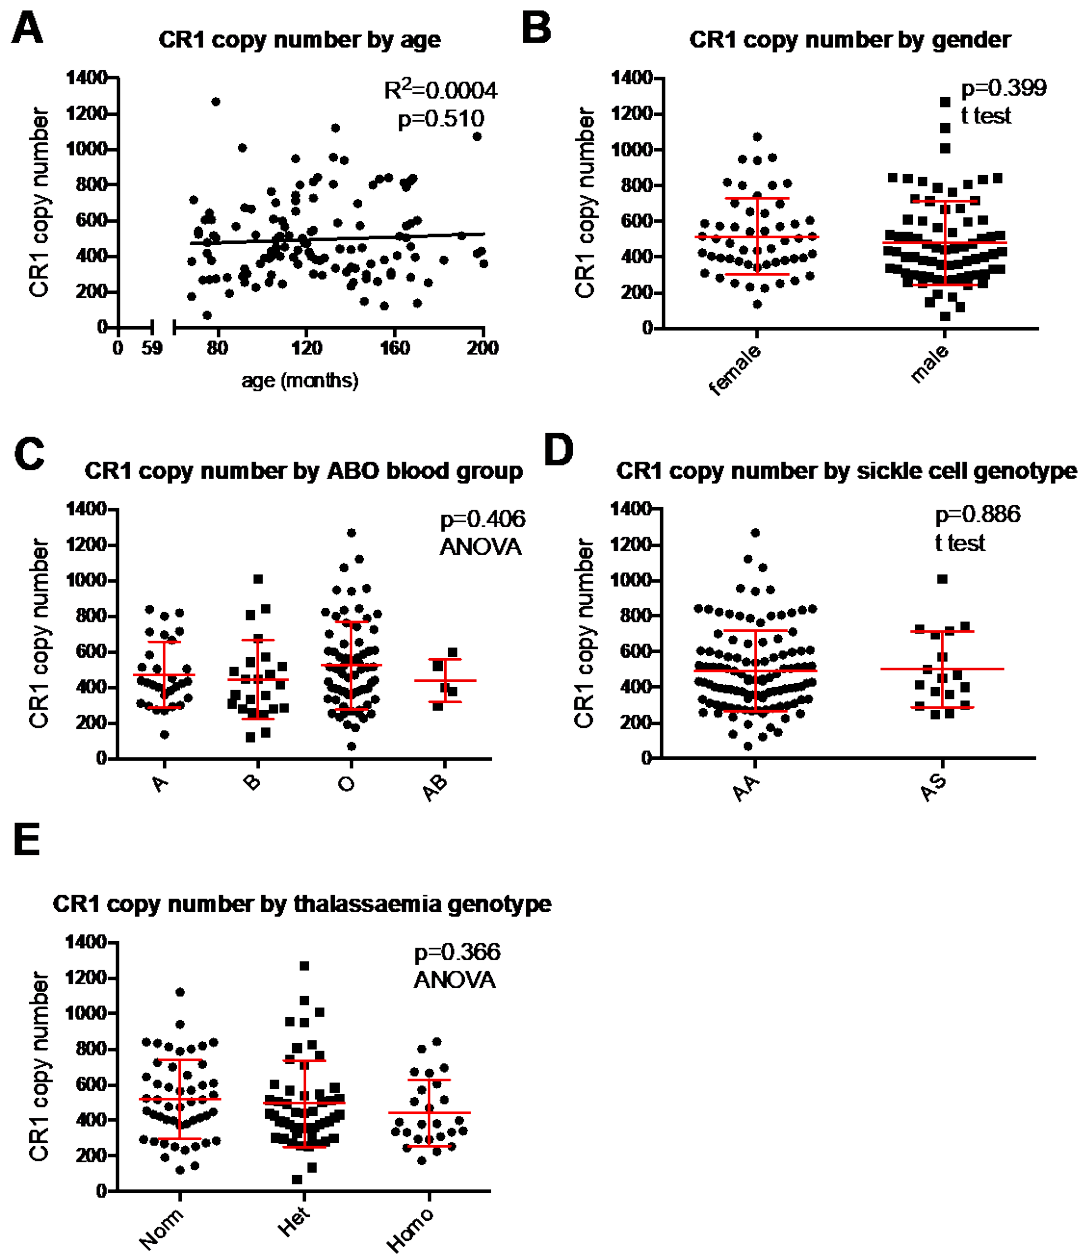 A
CR1 copy number by age
R²=0.0004
p=0.510
CR1 copy number
1400
1200
1000
800
600
400
200
0
0 59 80 120 160 200
age (months)
B
CR1 copy number by gender
p=0.399
t test
CR1 copy number
1400
1200
1000
800
600
400
200
0
female male
C
CR1 copy number by ABO blood group
p=0.406
ANOVA
CR1 copy number
1400
1200
1000
800
600
400
200
0
A B O AB
D
CR1 copy number by sickle cell genotype
p=0.886
t test
CR1 copy number
1400
1200
1000
800
600
400
200
0
AA AS
E
CR1 copy number by thalassaemia genotype
p=0.366
ANOVA
CR1 copy number
1400
1200
1000
800
600
400
200
0
Norm Het Homo